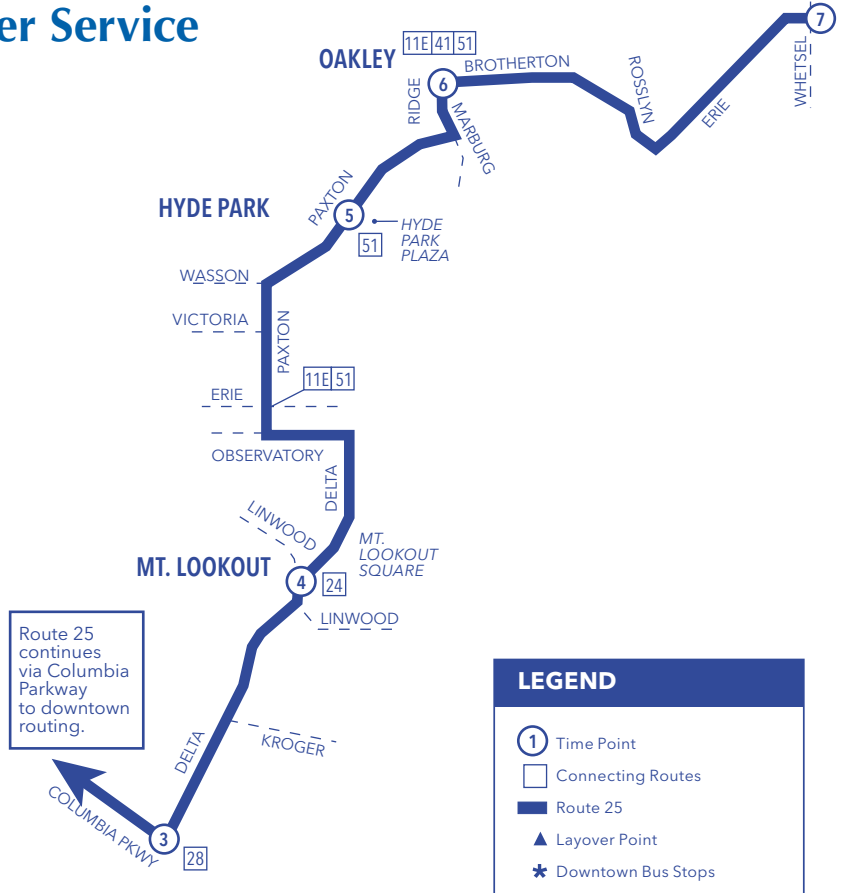 er Service
7
WHETSEL
11E 41 51
OAKLEY
BROTHERTON
6
RIDGE
MARBURG
ROSSLYN
ERIE
PAXTON
HYDE PARK
5
HYDE
PARK
PLAZA
51
WASSON
VICTORIA
PAXTON
11E 51
ERIE
OBSERVATORY
DELTA
LINWOOD
MT.
LOOKOUT
SQUARE
MT. LOOKOUT
4
24
LINWOOD
Route 25
continues
via Columbia
Parkway
to downtown
routing.
KROGER
DELTA
COLUMBIA PKWY
3
28
LEGEND
1 Time Point
Connecting Routes
Route 25
Layover Point
Downtown Bus Stops